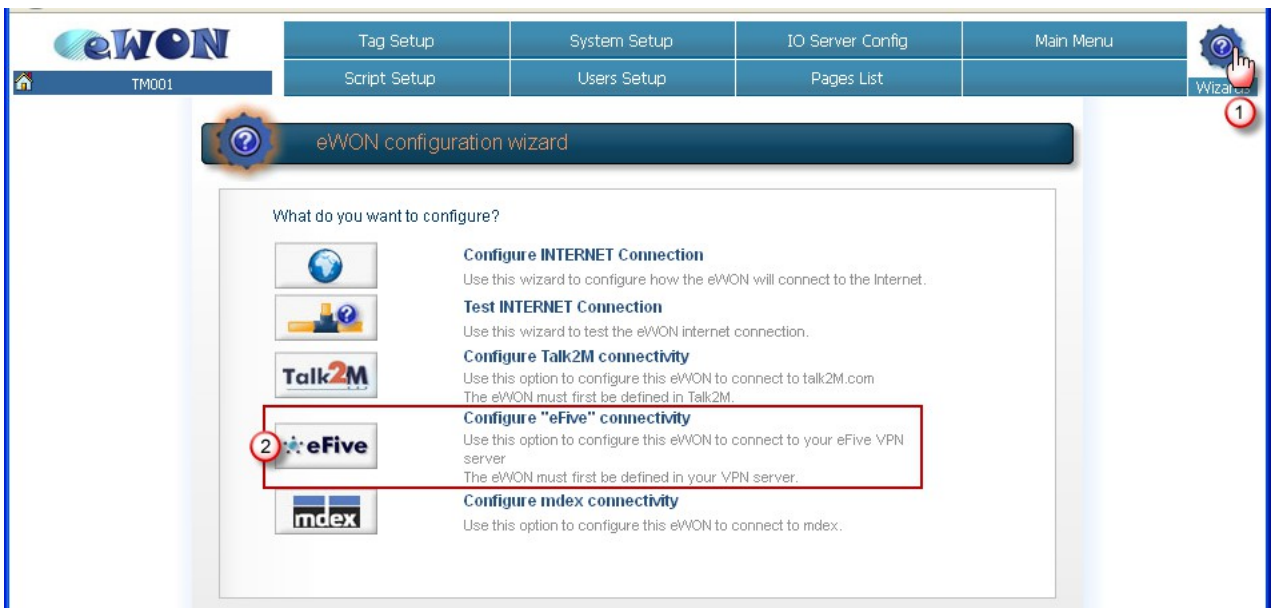 eWON
Tag Setup
System Setup
IO Server Config
Main Menu
TM001
Script Setup
Users Setup
Pages List
Wizards
1
eWON configuration wizard
What do you want to configure?
Configure INTERNET Connection
Use this wizard to configure how the eWON will connect to the Internet.
Test INTERNET Connection
Use this wizard to test the eWON internet connection.
Talk2M
Configure Talk2M connectivity
Use this option to configure this eWON to connect to talk2M.com
The eWON must first be defined in Talk2M.
2
eFive
Configure "eFive" connectivity
Use this option to configure this eWON to connect to your eFive VPN
server
The eWON must first be defined in your VPN server.
mdex
Configure mdex connectivity
Use this option to configure this eWON to connect to mdex.